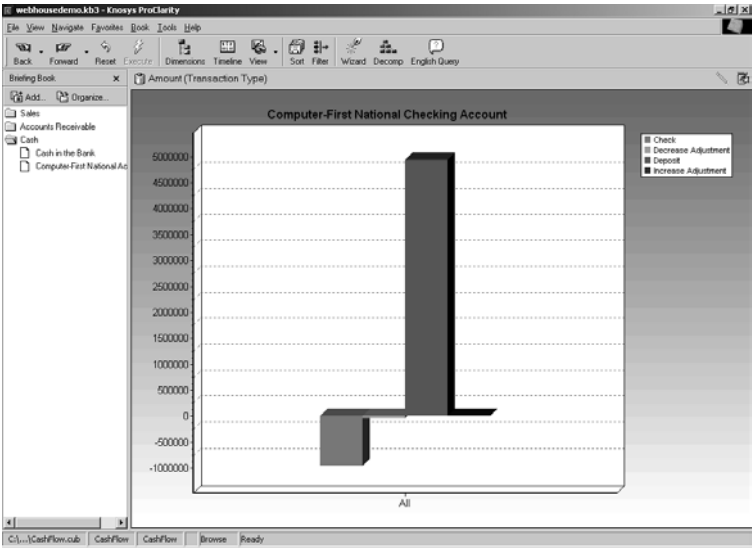 webhousedemo.kb3 - Knosys ProClarity
File View Navigate Favorites Book Tools Help
Back Forward Reset Execute Dimensions Timeline View Sort Filter Wizard Decomp English Query
Briefing Book
Amount (Transaction Type)
Add... Organize...
Sales
Accounts Receivable
Cash
Cash in the Bank
Computer-First National Ac
Computer-First National Checking Account
Check
Decrease Adjustment
Deposit
Increase Adjustment
5000000
4500000
4000000
3500000
3000000
2500000
2000000
1500000
1000000
500000
0
-500000
-1000000
All
C:\...\CashFlow.cub CashFlow CashFlow Browse Ready